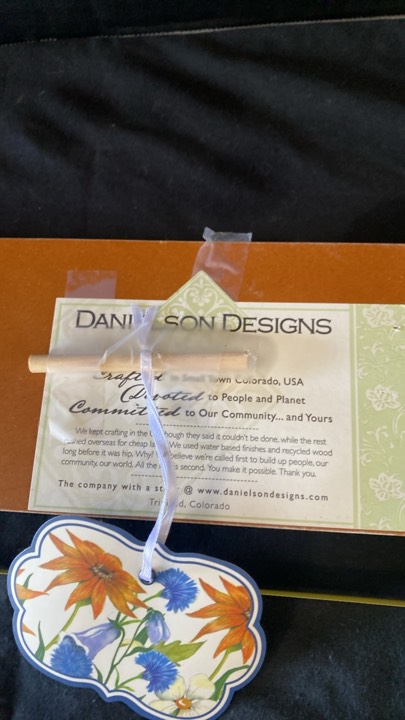 DANIELSON DESIGNS
Crafted in Small Town Colorado, USA
Devoted to People and Planet
Committed to Our Community... and Yours
We kept crafting in the though they said it couldn't be done, while the rest
overseas for cheap We used water based finishes and recycled wood
long before it was hip. Why? believe we're called first to build up people, our
community, our world. All the is second. You make it possible. Thank you.
The company with a @ www.danielsondesigns.com
Trinidad, Colorado